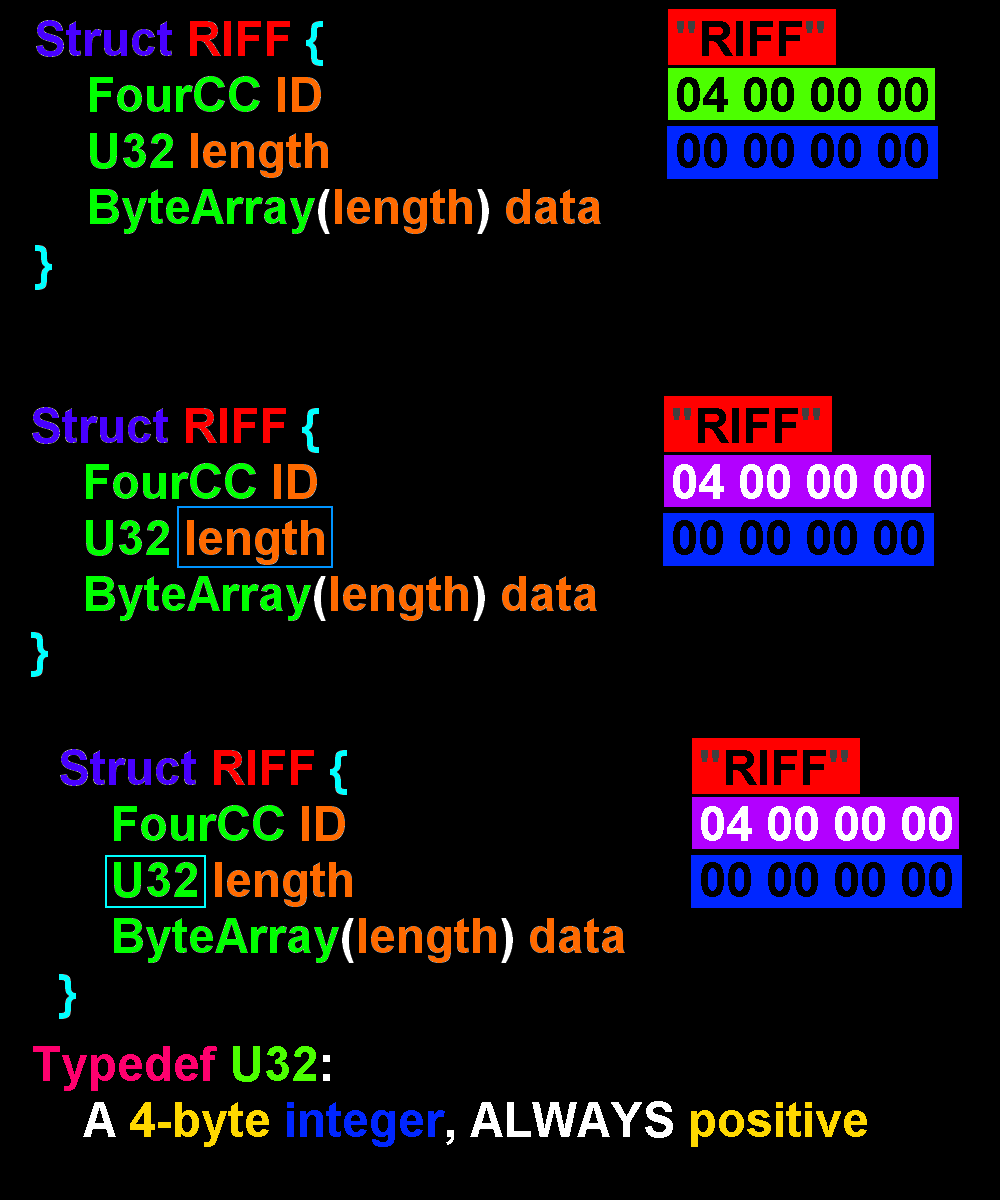 Struct RIFF {
"RIFF"
FourCC ID
04 00 00 00
U32 length
00 00 00 00
ByteArray(length) data
}
Struct RIFF {
"RIFF"
FourCC ID
04 00 00 00
U32 length
00 00 00 00
ByteArray(length) data
}
Struct RIFF {
"RIFF"
FourCC ID
04 00 00 00
U32 length
00 00 00 00
ByteArray(length) data
}
Typedef U32:
A 4-byte integer, ALWAYS positive